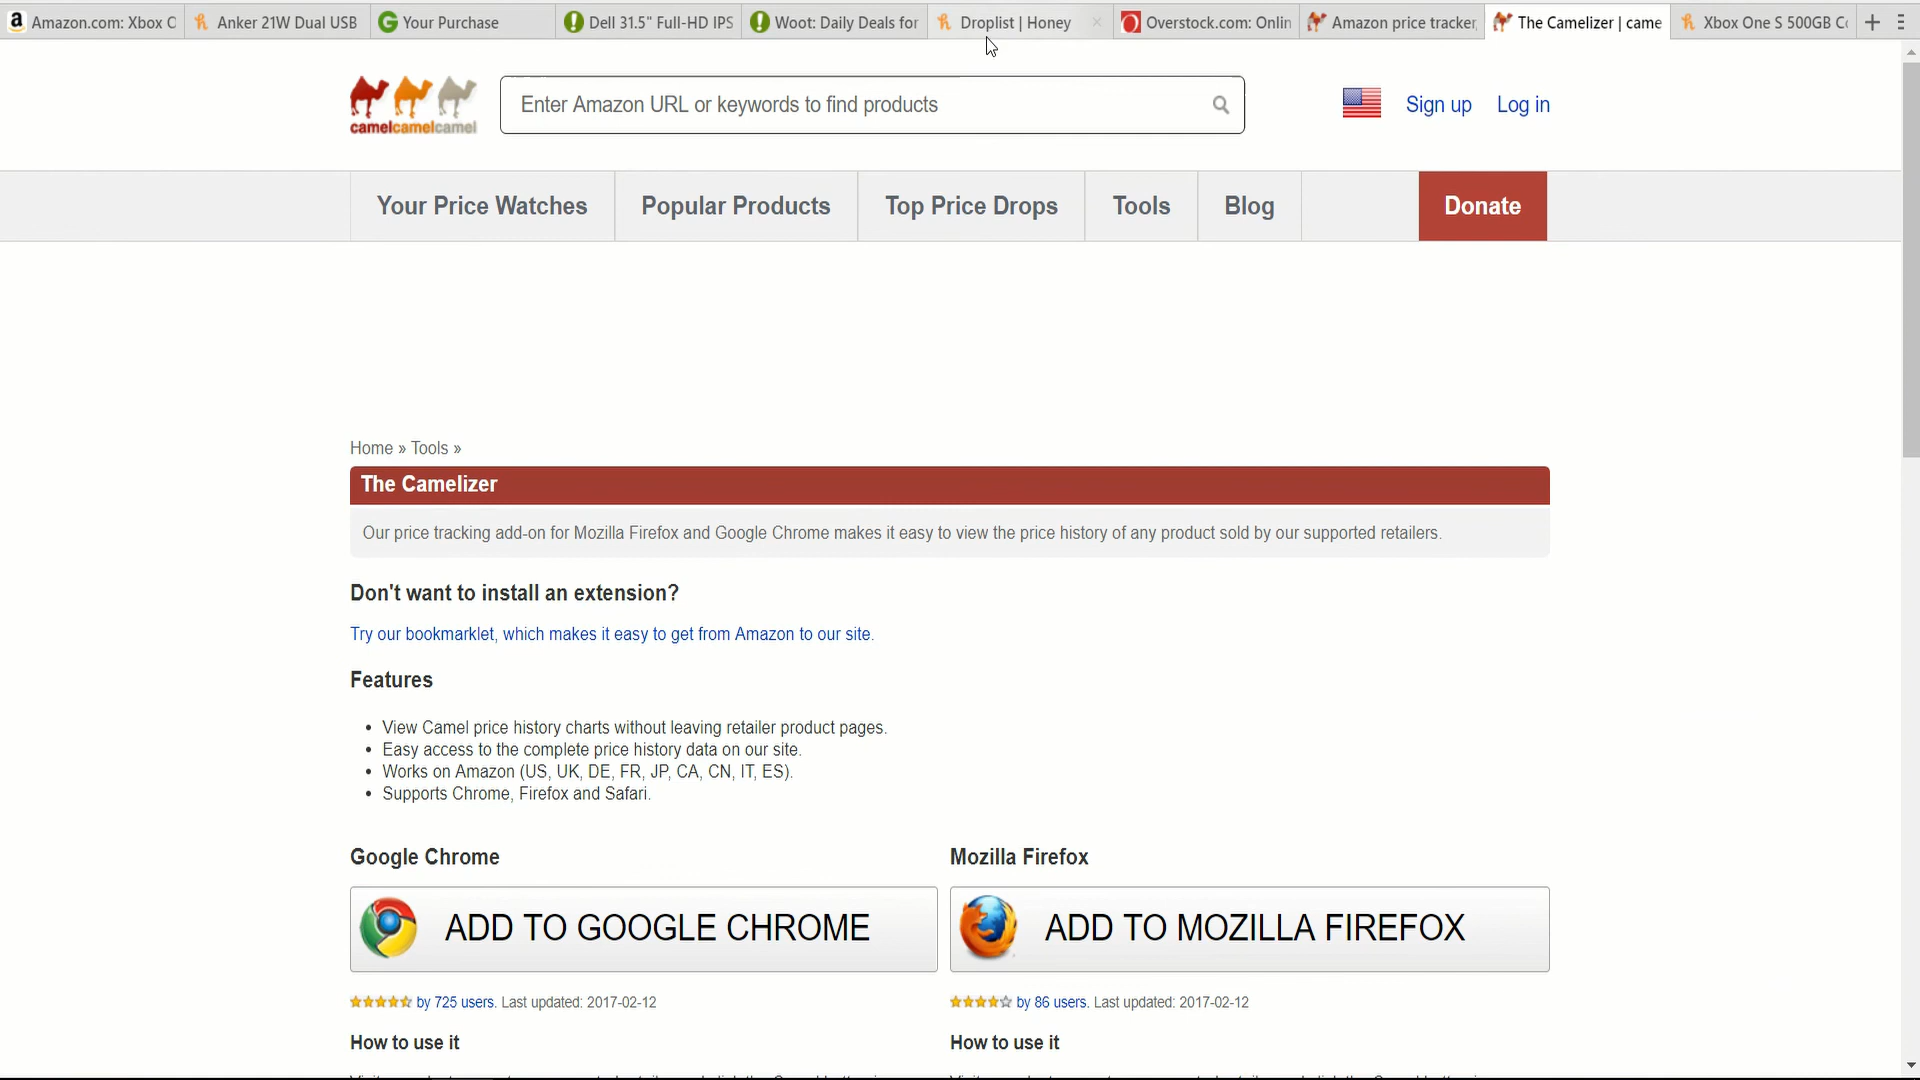 Amazon.com: Xbox C
Anker 21W Dual USB
Your Purchase
Dell 31.5" Full-HD IPS
Woot: Daily Deals for
Droplist | Honey
Overstock.com: Onlin
Amazon price tracker,
The Camelizer | came
Xbox One S 500GB Co
camelcamelcamel
Enter Amazon URL or keywords to find products
Sign up
Log in
Your Price Watches
Popular Products
Top Price Drops
Tools
Blog
Donate
Home » Tools »
The Camelizer
Our price tracking add-on for Mozilla Firefox and Google Chrome makes it easy to view the price history of any product sold by our supported retailers.
Don't want to install an extension?
Try our bookmarklet, which makes it easy to get from Amazon to our site.
Features
• View Camel price history charts without leaving retailer product pages.
• Easy access to the complete price history data on our site.
• Works on Amazon (US, UK, DE, FR, JP, CA, CN, IT, ES).
• Supports Chrome, Firefox and Safari.
Google Chrome
Mozilla Firefox
ADD TO GOOGLE CHROME
ADD TO MOZILLA FIREFOX
by 725 users. Last updated: 2017-02-12
by 86 users. Last updated: 2017-02-12
How to use it
How to use it